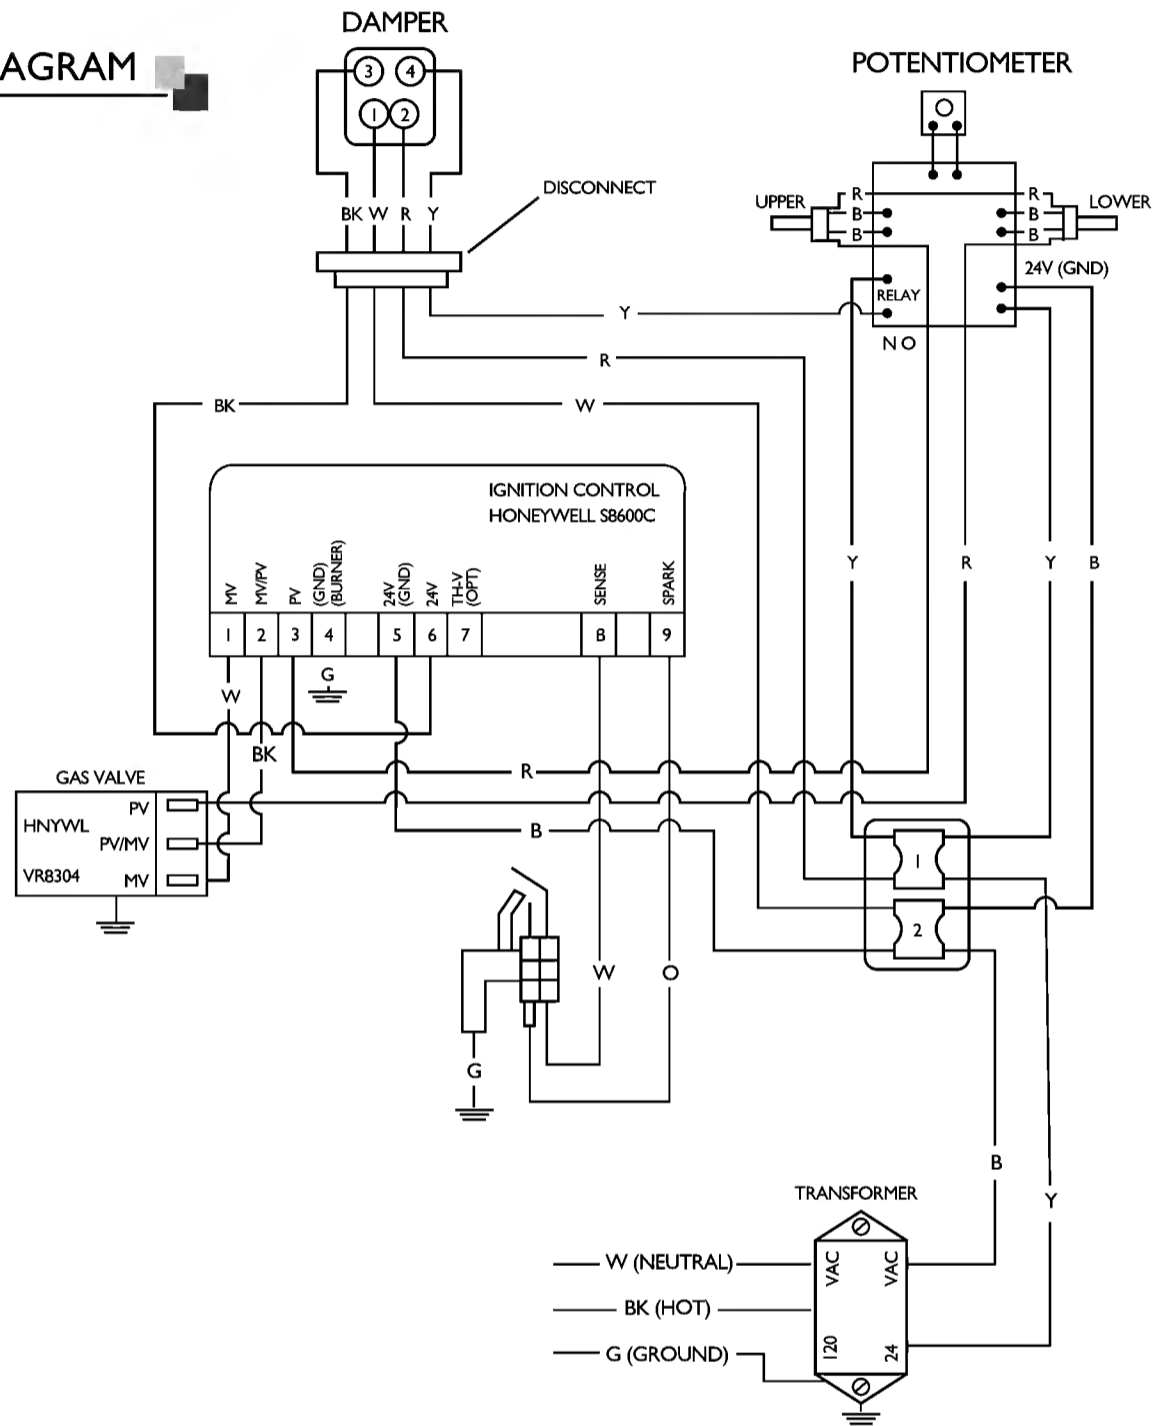 AGRAM
DAMPER
3 4
1 2
BK W R Y
DISCONNECT
POTENTIOMETER
UPPER
R
B
B
R
B
B
LOWER
24V (GND)
RELAY
N O
Y
R
BK
W
IGNITION CONTROL
HONEYWELL S8600C
MV
MV/PV
PV
(GND)
(BURNER)
24V
(GND)
24V
TH-V
(OPT)
SENSE
SPARK
1 2 3 4 5 6 7 B 9
Y R Y B
G
W
BK
R
GAS VALVE
PV
HNYWL
PV/MV
VR8304
MV
B
1
2
W O
G
B
Y
TRANSFORMER
W (NEUTRAL)
BK (HOT)
G (GROUND)
VAC
120
VAC
24